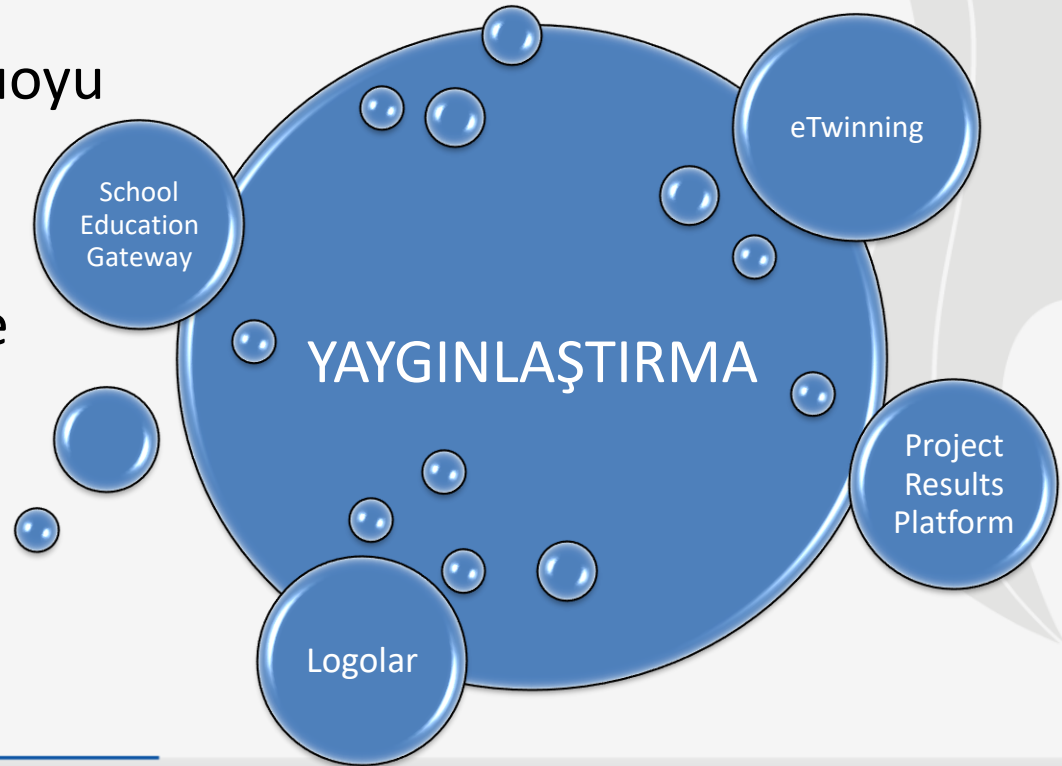 uoyu
eTwinning
School
Education
Gateway
e
YAYGINLAŞTIRMA
Project
Results
Platform
Logolar